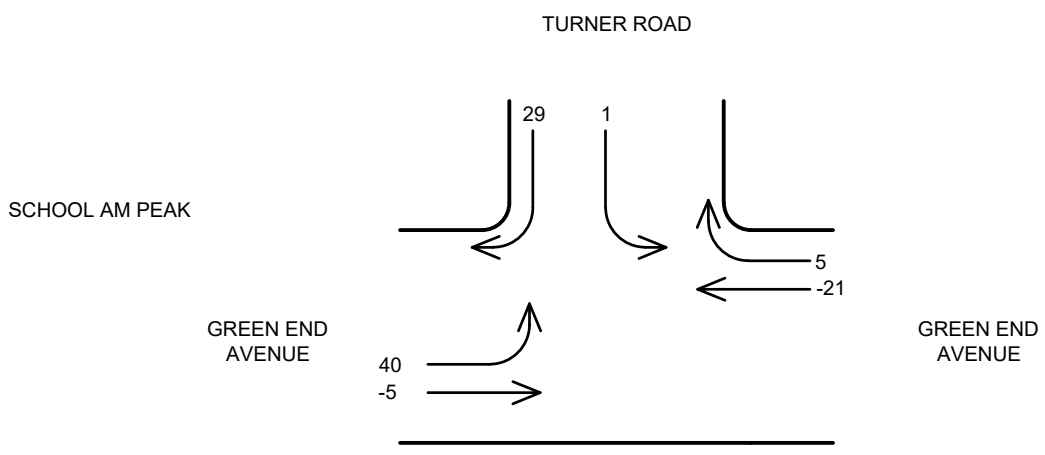 TURNER ROAD
29
1
SCHOOL AM PEAK
5
-21
GREEN END
AVENUE
GREEN END
AVENUE
40
-5